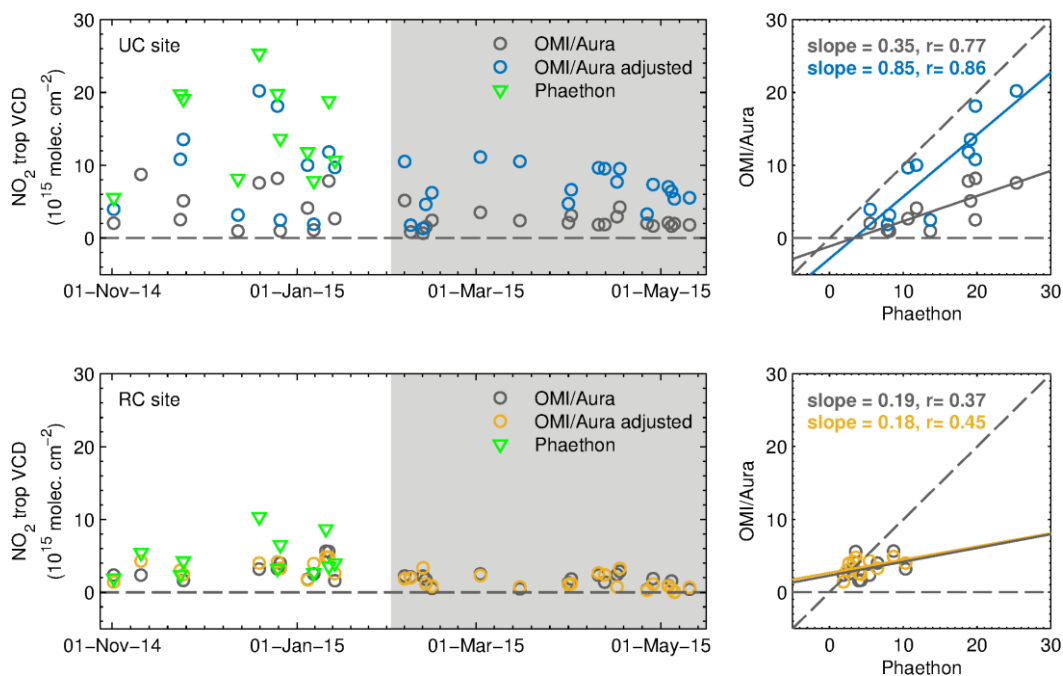 UC site
OMI/Aura
OMI/Aura adjusted
Phaethon
NO2 trop VCD
(10^15 molec. cm^-2)
30
20
10
0
01-Nov-14
01-Jan-15
01-Mar-15
01-May-15
slope = 0.35, r= 0.77
slope = 0.85, r= 0.86
OMI/Aura
30
20
10
0
0
10
20
30
Phaethon
RC site
OMI/Aura
OMI/Aura adjusted
Phaethon
NO2 trop VCD
(10^15 molec. cm^-2)
30
20
10
0
01-Nov-14
01-Jan-15
01-Mar-15
01-May-15
slope = 0.19, r= 0.37
slope = 0.18, r= 0.45
OMI/Aura
30
20
10
0
0
10
20
30
Phaethon